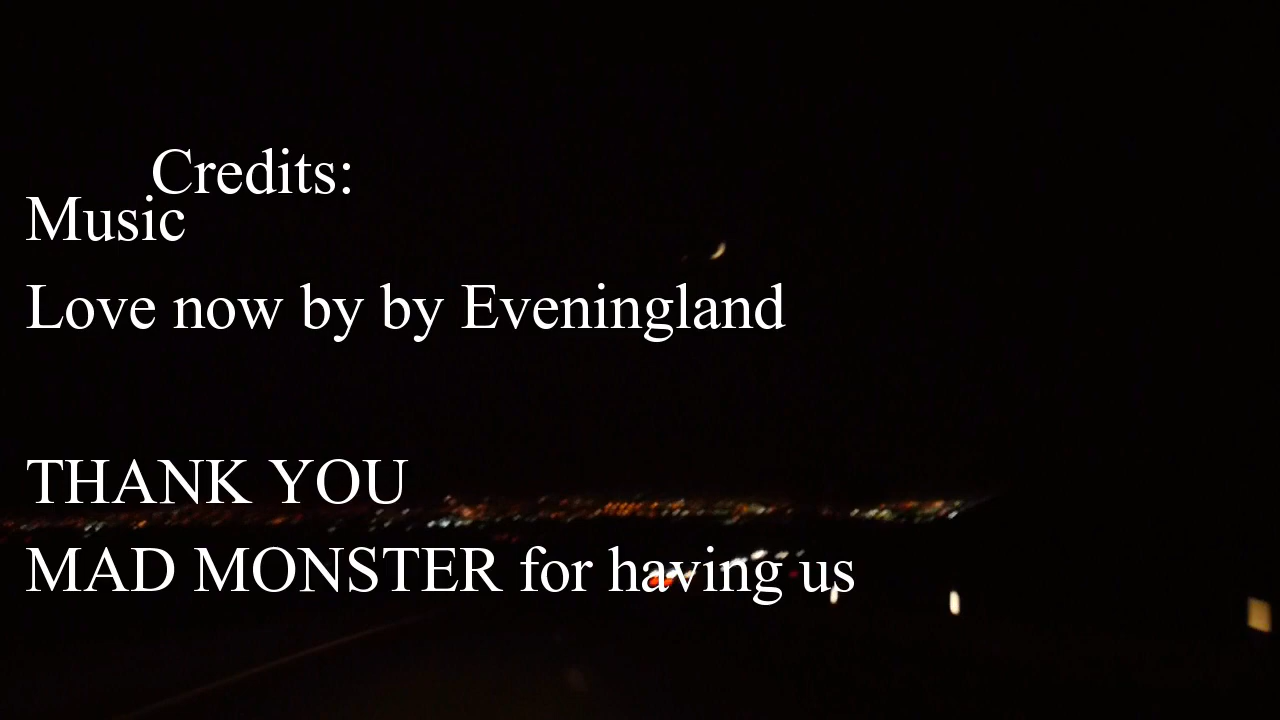 Credits:
Music
Love now by by Eveningland
THANK YOU
MAD MONSTER for having us